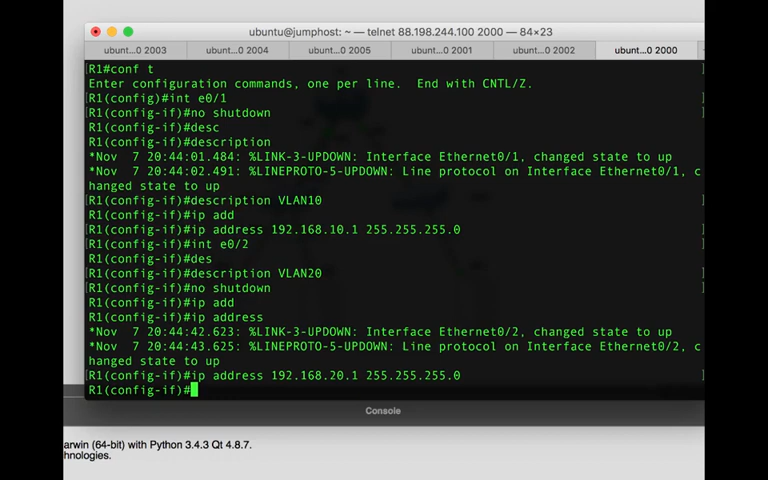 ubuntu@jumphost: ~ — telnet 88.198.244.100 2000 — 84×23
ubunt...0 2003 ubunt...0 2004 ubunt...0 2005 ubunt...0 2001 ubunt...0 2002 ubunt...0 2000
[R1#conf t ]
Enter configuration commands, one per line.  End with CNTL/Z.
[R1(config)#int e0/1 ]
[R1(config-if)#no shutdown ]
R1(config-if)#desc
R1(config-if)#description
*Nov  7 20:44:01.484: %LINK-3-UPDOWN: Interface Ethernet0/1, changed state to up
*Nov  7 20:44:02.491: %LINEPROTO-5-UPDOWN: Line protocol on Interface Ethernet0/1, c
hanged state to up
[R1(config-if)#description VLAN10 ]
R1(config-if)#ip add
[R1(config-if)#ip address 192.168.10.1 255.255.255.0 ]
[R1(config-if)#int e0/2 ]
R1(config-if)#des
[R1(config-if)#description VLAN20 ]
[R1(config-if)#no shutdown ]
R1(config-if)#ip add
R1(config-if)#ip address
*Nov  7 20:44:42.623: %LINK-3-UPDOWN: Interface Ethernet0/2, changed state to up
*Nov  7 20:44:43.625: %LINEPROTO-5-UPDOWN: Line protocol on Interface Ethernet0/2, c
hanged state to up
[R1(config-if)#ip address 192.168.20.1 255.255.255.0 ]
R1(config-if)#
Console
arwin (64-bit) with Python 3.4.3 Qt 4.8.7.
hnologies.